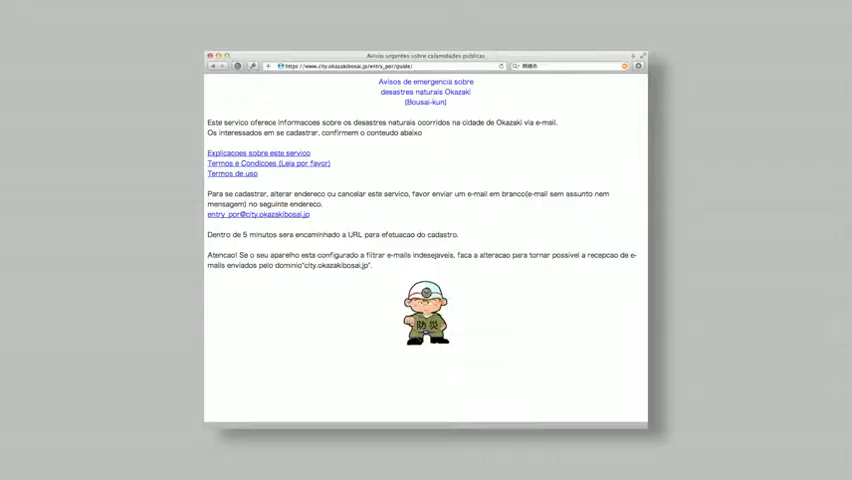 Avisos urgentes sobre calamidades publicas
https://www.city.okazakibosai.jp/entry_por/guide/
岡崎市
Avisos de emergencia sobre
desastres naturais Okazaki
(Bousai-kun)
Este servico oferece informacoes sobre os desastres naturais ocorridos na cidade de Okazaki via e-mail.
Os interessados em se cadastrar, confirmem o conteudo abaixo
Explicacoes sobre este servico
Termos e Condicoes (Leia por favor)
Termos de uso
Para se cadastrar, alterar endereco ou cancelar este servico, favor enviar um e-mail em branco(e-mail sem assunto nem
mensagem) no seguinte endereco.
entry_por@city.okazakibosai.jp
Dentro de 5 minutos sera encaminhado a URL para efetuacao do cadastro.
Atencao! Se o seu aparelho esta configurado a filtrar e-mails indesejaveis, faca a alteracao para tornar possivel a recepcao de e-
mails enviados pelo dominio"city.okazakibosai.jp".
防災